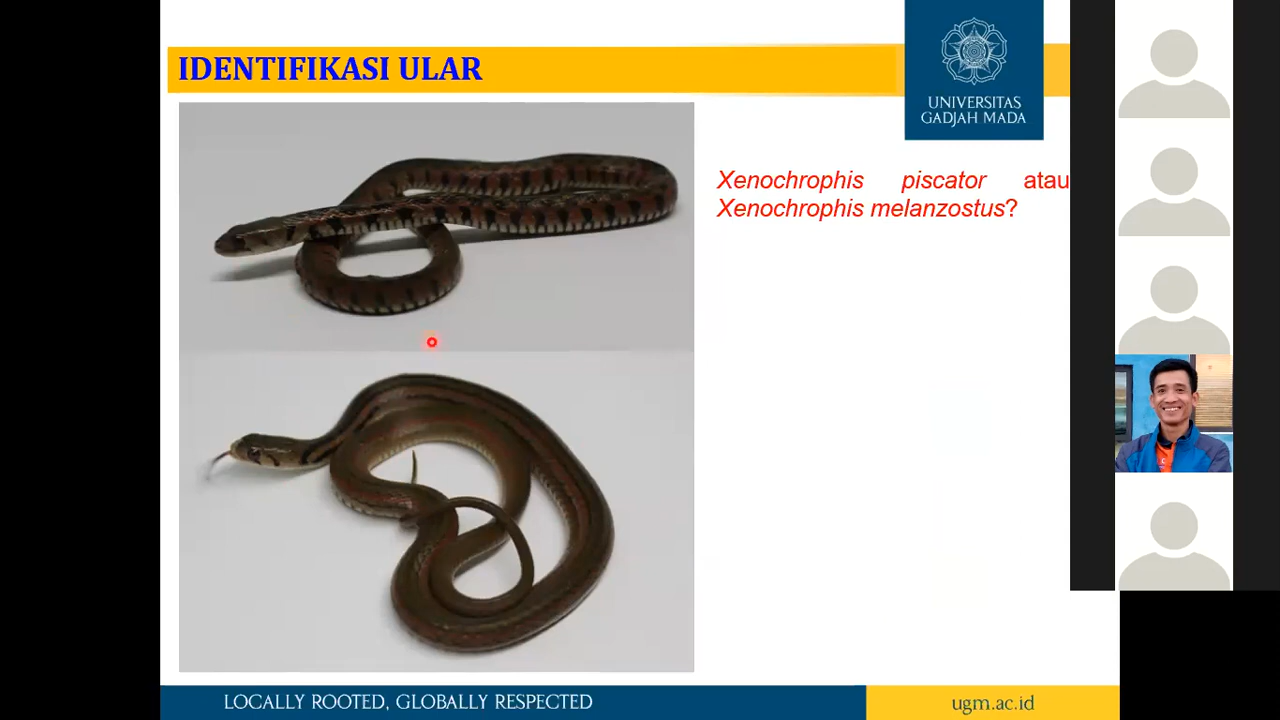 IDENTIFIKASI ULAR
UNIVERSITAS
GADJAH MADA
Xenochrophis piscator atau
Xenochrophis melanzostus?
LOCALLY ROOTED, GLOBALLY RESPECTED
ugm.ac.id